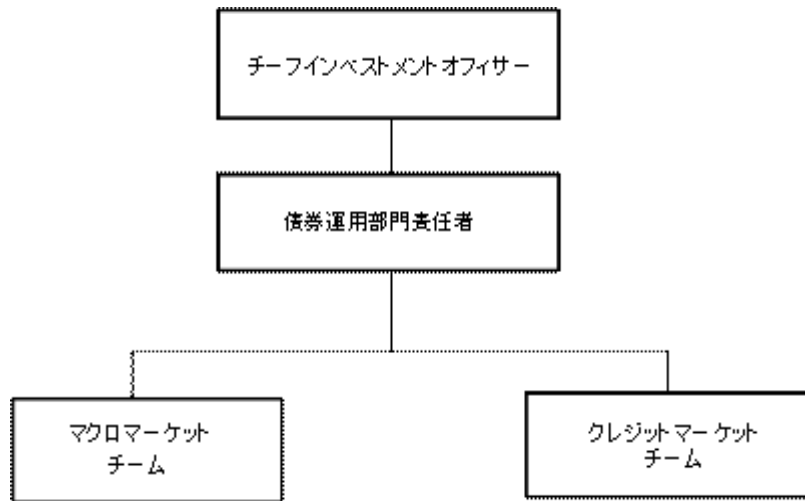 チーフインベストメントオフィサー
債券運用部門責任者
マクロマーケット
チーム
クレジットマーケット
チーム